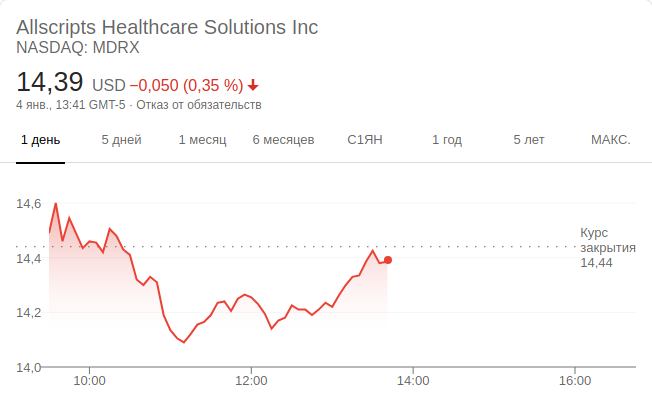 Allscripts Healthcare Solutions Inc
NASDAQ: MDRX
14,39 USD −0,050 (0,35 %)
4 янв., 13:41 GMT-5 · Отказ от обязательств
1 день 5 дней 1 месяц 6 месяцев С1ЯН 1 год 5 лет МАКС.
14,6
Курс
закрытия
14,44
14,4
14,2
14,0
10:00 12:00 14:00 16:00